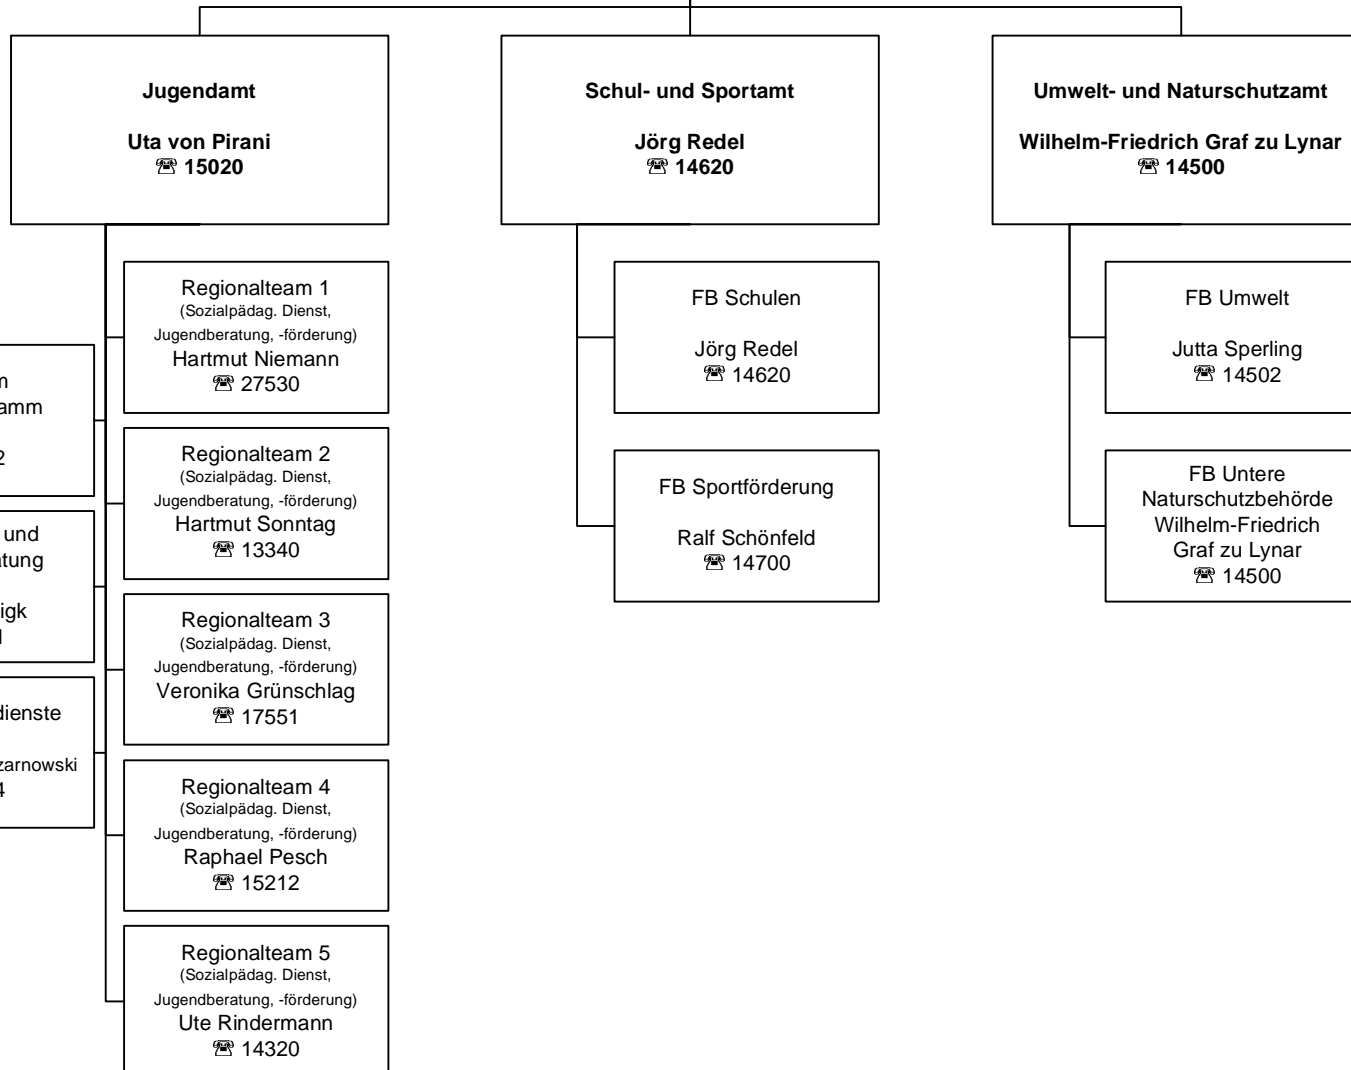 Jugendamt
Uta von Pirani
☎ 15020
Schul- und Sportamt
Jörg Redel
☎ 14620
Umwelt- und Naturschutzamt
Wilhelm-Friedrich Graf zu Lynar
☎ 14500
Regionalteam 1
(Sozialpädag. Dienst,
Jugendberatung, -förderung)
Hartmut Niemann
☎ 27530
Regionalteam 2
(Sozialpädag. Dienst,
Jugendberatung, -förderung)
Hartmut Sonntag
☎ 13340
Regionalteam 3
(Sozialpädag. Dienst,
Jugendberatung, -förderung)
Veronika Grünschlag
☎ 17551
Regionalteam 4
(Sozialpädag. Dienst,
Jugendberatung, -förderung)
Raphael Pesch
☎ 15212
Regionalteam 5
(Sozialpädag. Dienst,
Jugendberatung, -förderung)
Ute Rindermann
☎ 14320
und
FB Schulen
Jörg Redel
☎ 14620
FB Sportförderung
Ralf Schönfeld
☎ 14700
FB Umwelt
Jutta Sperling
☎ 14502
FB Untere
Naturschutzbehörde
Wilhelm-Friedrich
Graf zu Lynar
☎ 14500